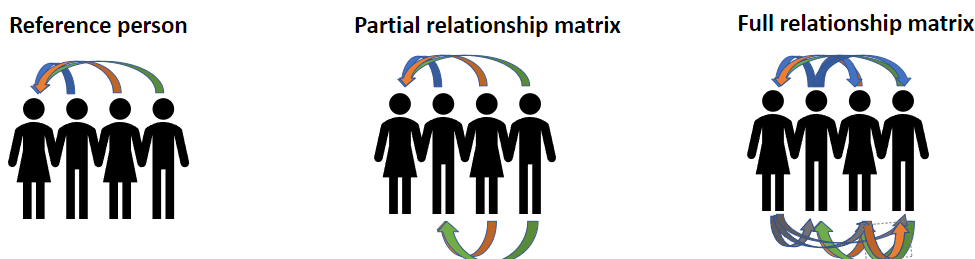 Reference person
Partial relationship matrix
Full relationship matrix